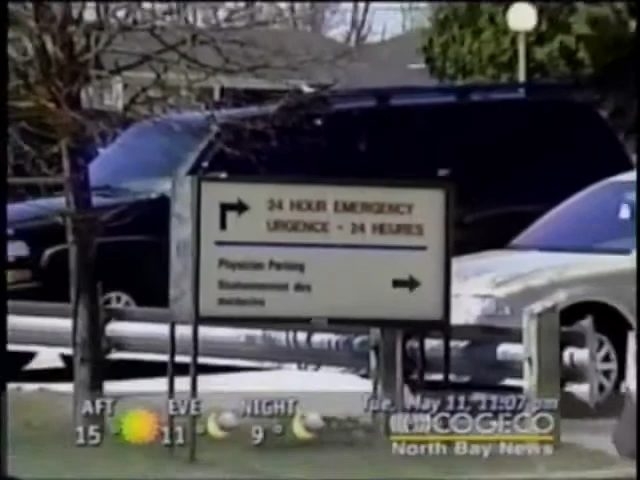 24 HOUR EMERGENCY
URGENCE - 24 HEURES
Physician Parking
Stationnement des
médecins
AFT EVE NIGHT Tue, May 11, 11:07 pm
15 11 9° COGECO
North Bay News